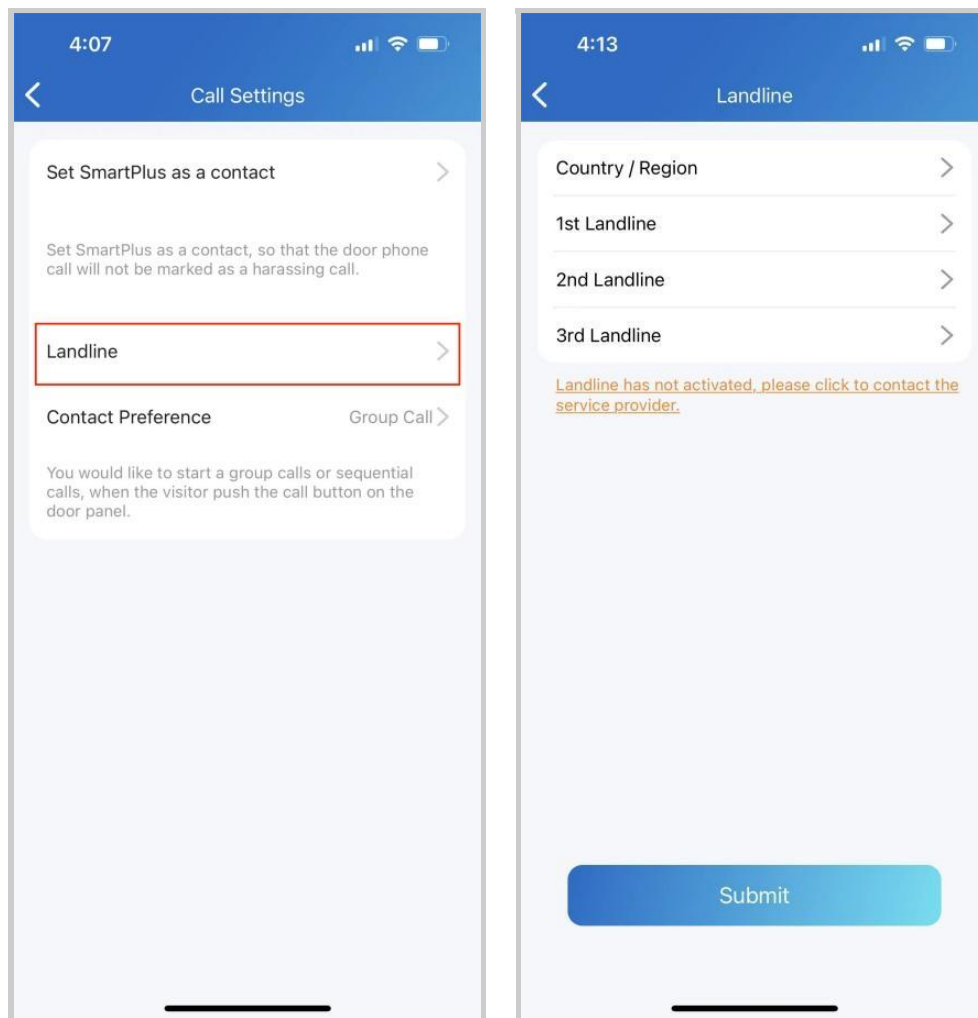 4:07
Call Settings
Set SmartPlus as a contact
Set SmartPlus as a contact, so that the door phone
call will not be marked as a harassing call.
Landline
Contact Preference
Group Call
You would like to start a group calls or sequential
calls, when the visitor push the call button on the
door panel.
4:13
Landline
Country / Region
1st Landline
2nd Landline
3rd Landline
Landline has not activated, please click to contact the
service provider.
Submit